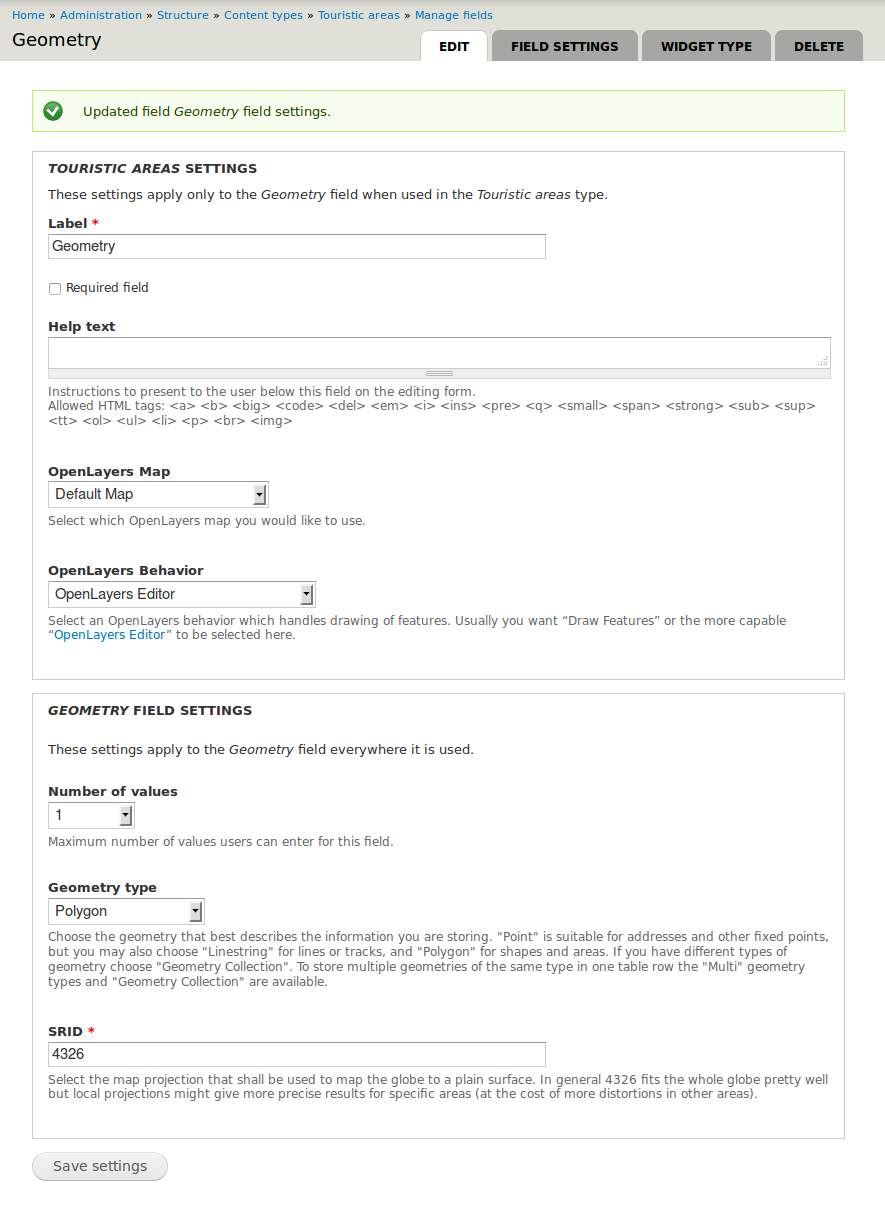 Home » Administration » Structure » Content types » Touristic areas » Manage fields
Geometry
EDIT
FIELD SETTINGS
WIDGET TYPE
DELETE
Updated field Geometry field settings.
TOURISTIC AREAS SETTINGS
These settings apply only to the Geometry field when used in the Touristic areas type.
Label *
Geometry
Required field
Help text
Instructions to present to the user below this field on the editing form.
Allowed HTML tags: <a> <b> <big> <code> <del> <em> <i> <ins> <pre> <q> <small> <span> <strong> <sub> <sup>
<tt> <ol> <ul> <li> <p> <br> <img>
OpenLayers Map
Default Map
Select which OpenLayers map you would like to use.
OpenLayers Behavior
OpenLayers Editor
Select an OpenLayers behavior which handles drawing of features. Usually you want “Draw Features” or the more capable
“OpenLayers Editor” to be selected here.
GEOMETRY FIELD SETTINGS
These settings apply to the Geometry field everywhere it is used.
Number of values
1
Maximum number of values users can enter for this field.
Geometry type
Polygon
Choose the geometry that best describes the information you are storing. "Point" is suitable for addresses and other fixed points,
but you may also choose "Linestring" for lines or tracks, and "Polygon" for shapes and areas. If you have different types of
geometry choose "Geometry Collection". To store multiple geometries of the same type in one table row the "Multi" geometry
types and "Geometry Collection" are available.
SRID *
4326
Select the map projection that shall be used to map the globe to a plain surface. In general 4326 fits the whole globe pretty well
but local projections might give more precise results for specific areas (at the cost of more distortions in other areas).
Save settings